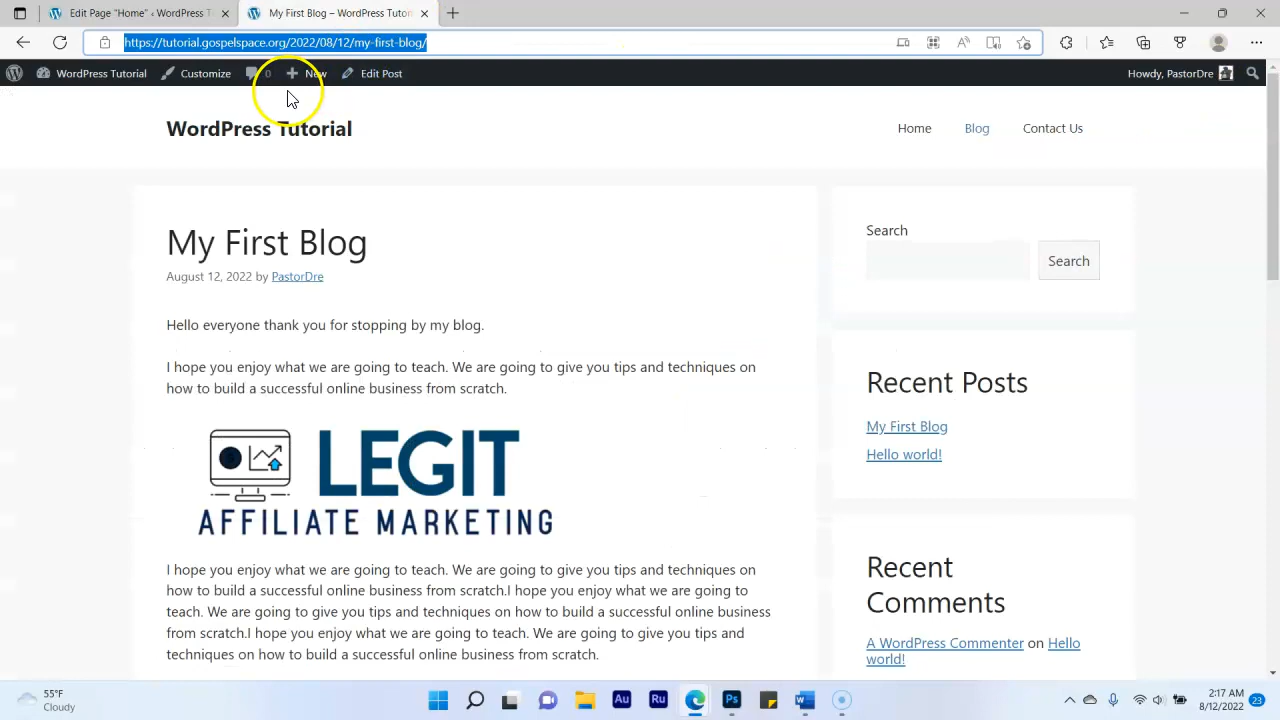 Edit Page "Home" ‹ WordPress T
My First Blog – WordPress Tutor
https://tutorial.gospelspace.org/2022/08/12/my-first-blog/
WordPress Tutorial
Customize
0
New
Edit Post
Howdy, PastorDre
WordPress Tutorial
Home
Blog
Contact Us
My First Blog
August 12, 2022 by PastorDre
Hello everyone thank you for stopping by my blog.
I hope you enjoy what we are going to teach. We are going to give you tips and techniques on
how to build a successful online business from scratch.
LEGIT
AFFILIATE MARKETING
I hope you enjoy what we are going to teach. We are going to give you tips and techniques on
how to build a successful online business from scratch.I hope you enjoy what we are going to
teach. We are going to give you tips and techniques on how to build a successful online business
from scratch.I hope you enjoy what we are going to teach. We are going to give you tips and
techniques on how to build a successful online business from scratch.
Search
Search
Recent Posts
My First Blog
Hello world!
Recent
Comments
A WordPress Commenter on Hello
world!
55°F
Cloudy
Au
Ru
Ps
2:17 AM
8/12/2022
23